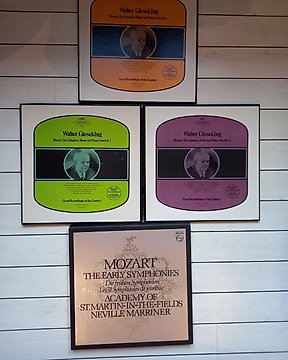 Walter Gieseking
Mozart: The Complete Music for Piano Solo, Vol. 1
Great Recordings of the Century
Walter Gieseking
Mozart: The Complete Music for Piano Solo, Vol. 2
Great Recordings of the Century
Walter Gieseking
Mozart: The Complete Music for Piano Solo, Vol. 3
Great Recordings of the Century
MOZART
THE EARLY SYMPHONIES
Die frühen Symphonien
Les Symphonies de jeunesse
ACADEMY OF
ST. MARTIN-IN-THE-FIELDS
NEVILLE MARRINER